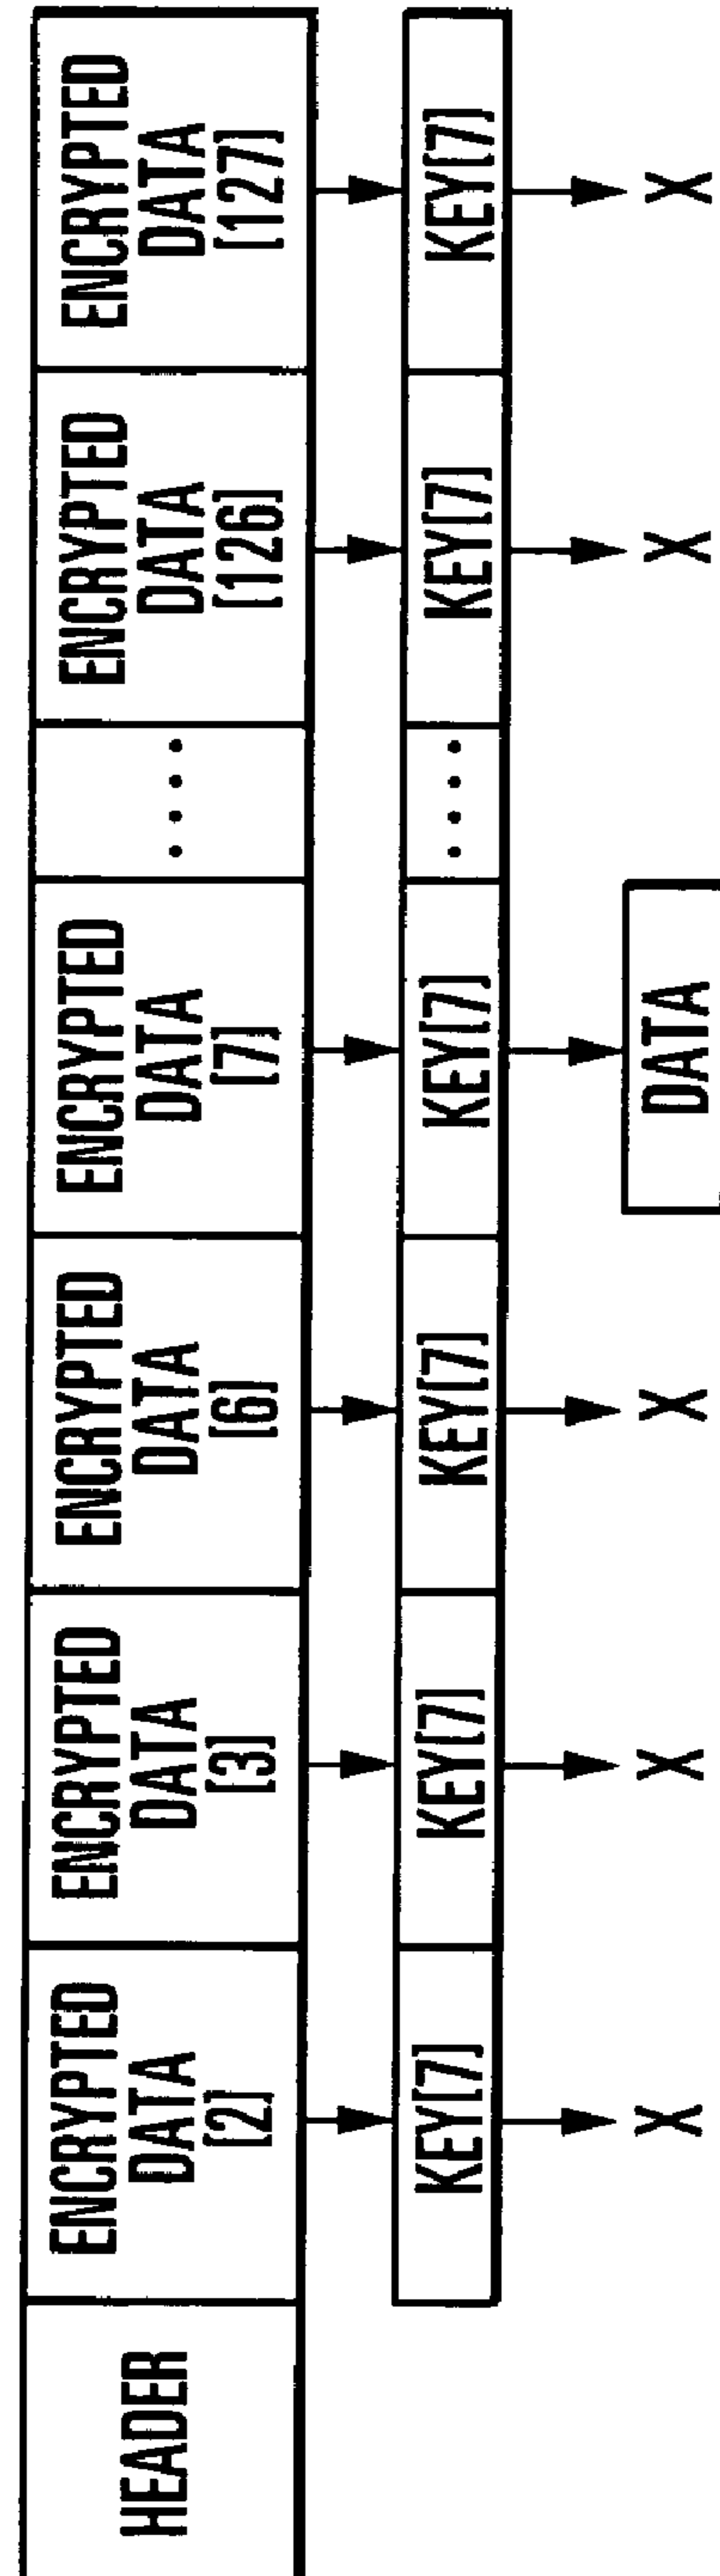 HEADER
ENCRYPTED
DATA
[2]
ENCRYPTED
DATA
[3]
ENCRYPTED
DATA
[6]
ENCRYPTED
DATA
[7]
....
ENCRYPTED
DATA
[126]
ENCRYPTED
DATA
[127]
KEY[7]
KEY[7]
KEY[7]
KEY[7]
....
KEY[7]
KEY[7]
X
X
X
DATA
X
X